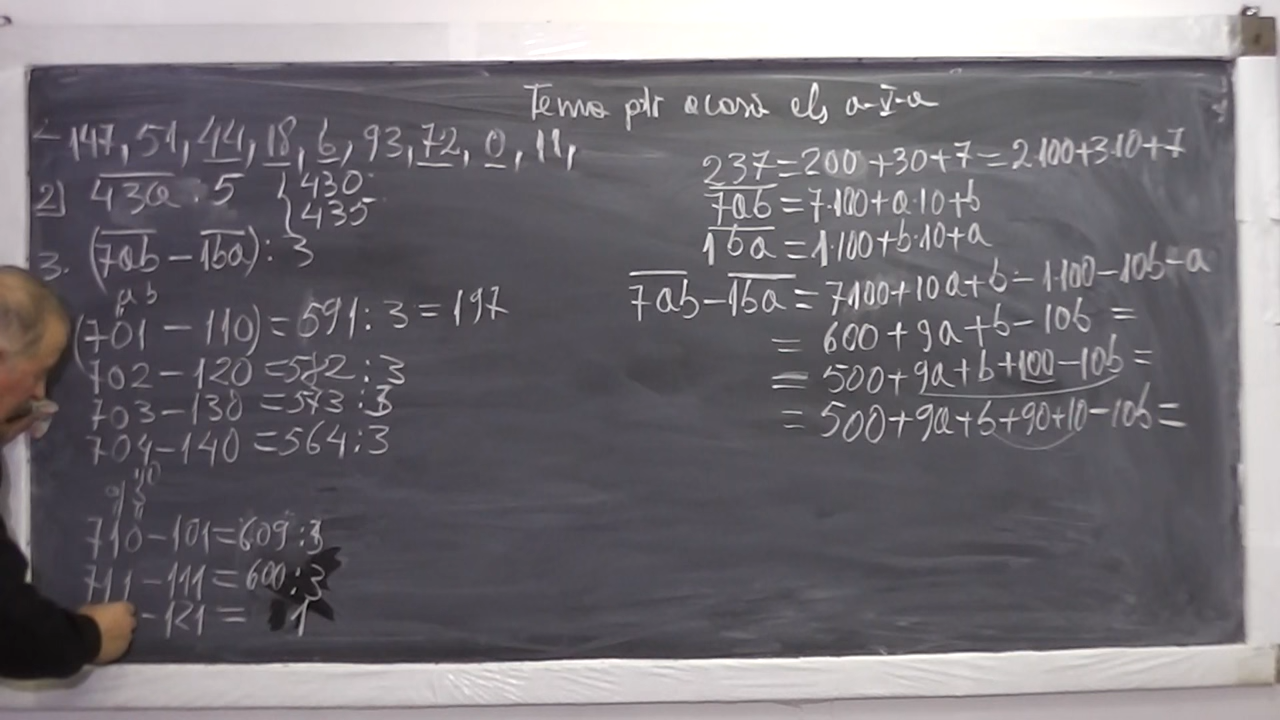 Tema ptr acasă cls a-V-a
147, 51, 44, 18, 6, 93, 72, 0, 11,
2) 43a : 5 { 430 435
3. (7ab - 1ba) : 3
a b
(701 - 110) = 591 : 3 = 197
702 - 120 = 582 : 3
703 - 130 = 573 : 3
704 - 140 = 564 : 3
710 - 101 = 609 : 3
711 - 111 = 600 : 3
- 121 = 1
237 = 200 + 30 + 7 = 2·100 + 3·10 + 7
7ab = 7·100 + a·10 + b
1ba = 1·100 + b·10 + a
7ab - 1ba = 7100 + 10a + b - 1·100 - 10b - a
= 600 + 9a + b - 10b =
= 500 + 9a + b + 100 - 10b =
= 500 + 9a + b + 90 + 10 - 10b =